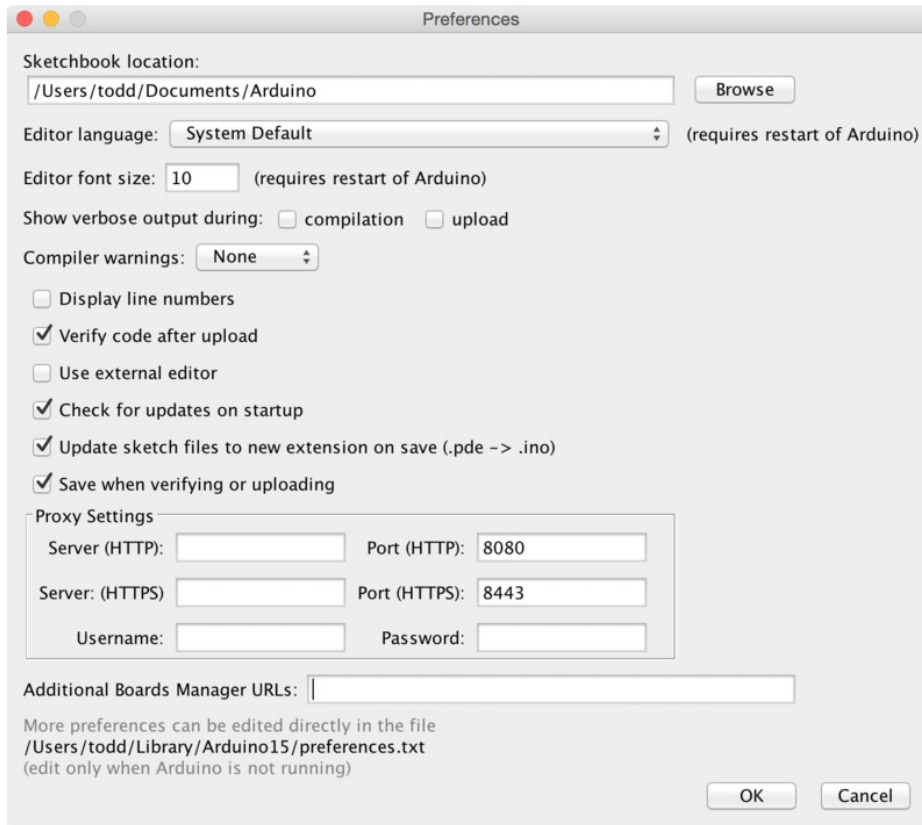 Preferences
Sketchbook location:
/Users/todd/Documents/Arduino Browse
Editor language: System Default (requires restart of Arduino)
Editor font size: 10 (requires restart of Arduino)
Show verbose output during: compilation upload
Compiler warnings: None
Display line numbers
Verify code after upload
Use external editor
Check for updates on startup
Update sketch files to new extension on save (.pde -> .ino)
Save when verifying or uploading
Proxy Settings
Server (HTTP): Port (HTTP): 8080
Server: (HTTPS) Port (HTTPS): 8443
Username: Password:
Additional Boards Manager URLs:
More preferences can be edited directly in the file
/Users/todd/Library/Arduino15/preferences.txt
(edit only when Arduino is not running)
OK Cancel